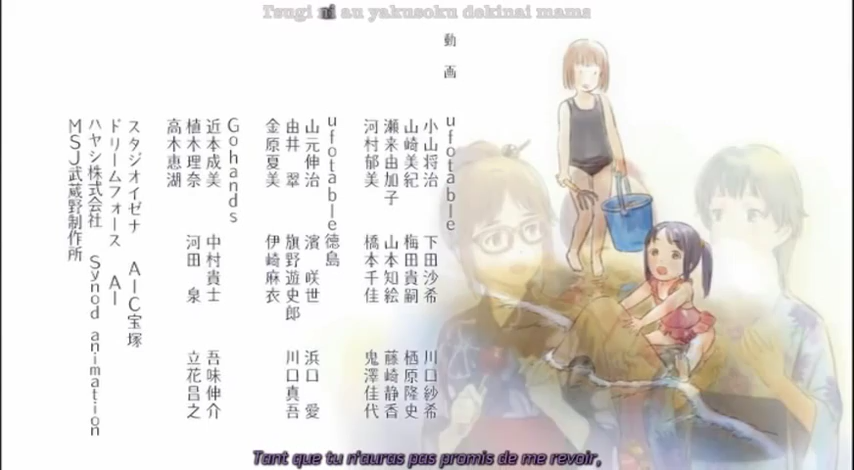 Tsugi ni au yakusoku dekinai mama
動画
ufotable
小山将治　下田沙希　川口紗希
山崎美紀　梅田貴嗣　栖原隆史
瀬来由加子　山本知絵　藤崎静香
河村郁美　橋本千佳　鬼澤佳代
ufotable徳島
山元伸治　濱　咲世　浜口　愛
由井　翠　旗野遊史郎　川口真吾
金原夏美　伊崎麻衣
Gohands
近本成美　中村貴士　吾味伸介
植木理奈　河田　泉　立花昌之
高木恵湖
スタジオイゼナ　AIC宝塚
ドリームフォース　AI
ハヤシ株式会社　Synod animation
MSJ武蔵野制作所
Tant que tu n'auras pas promis de me revoir,